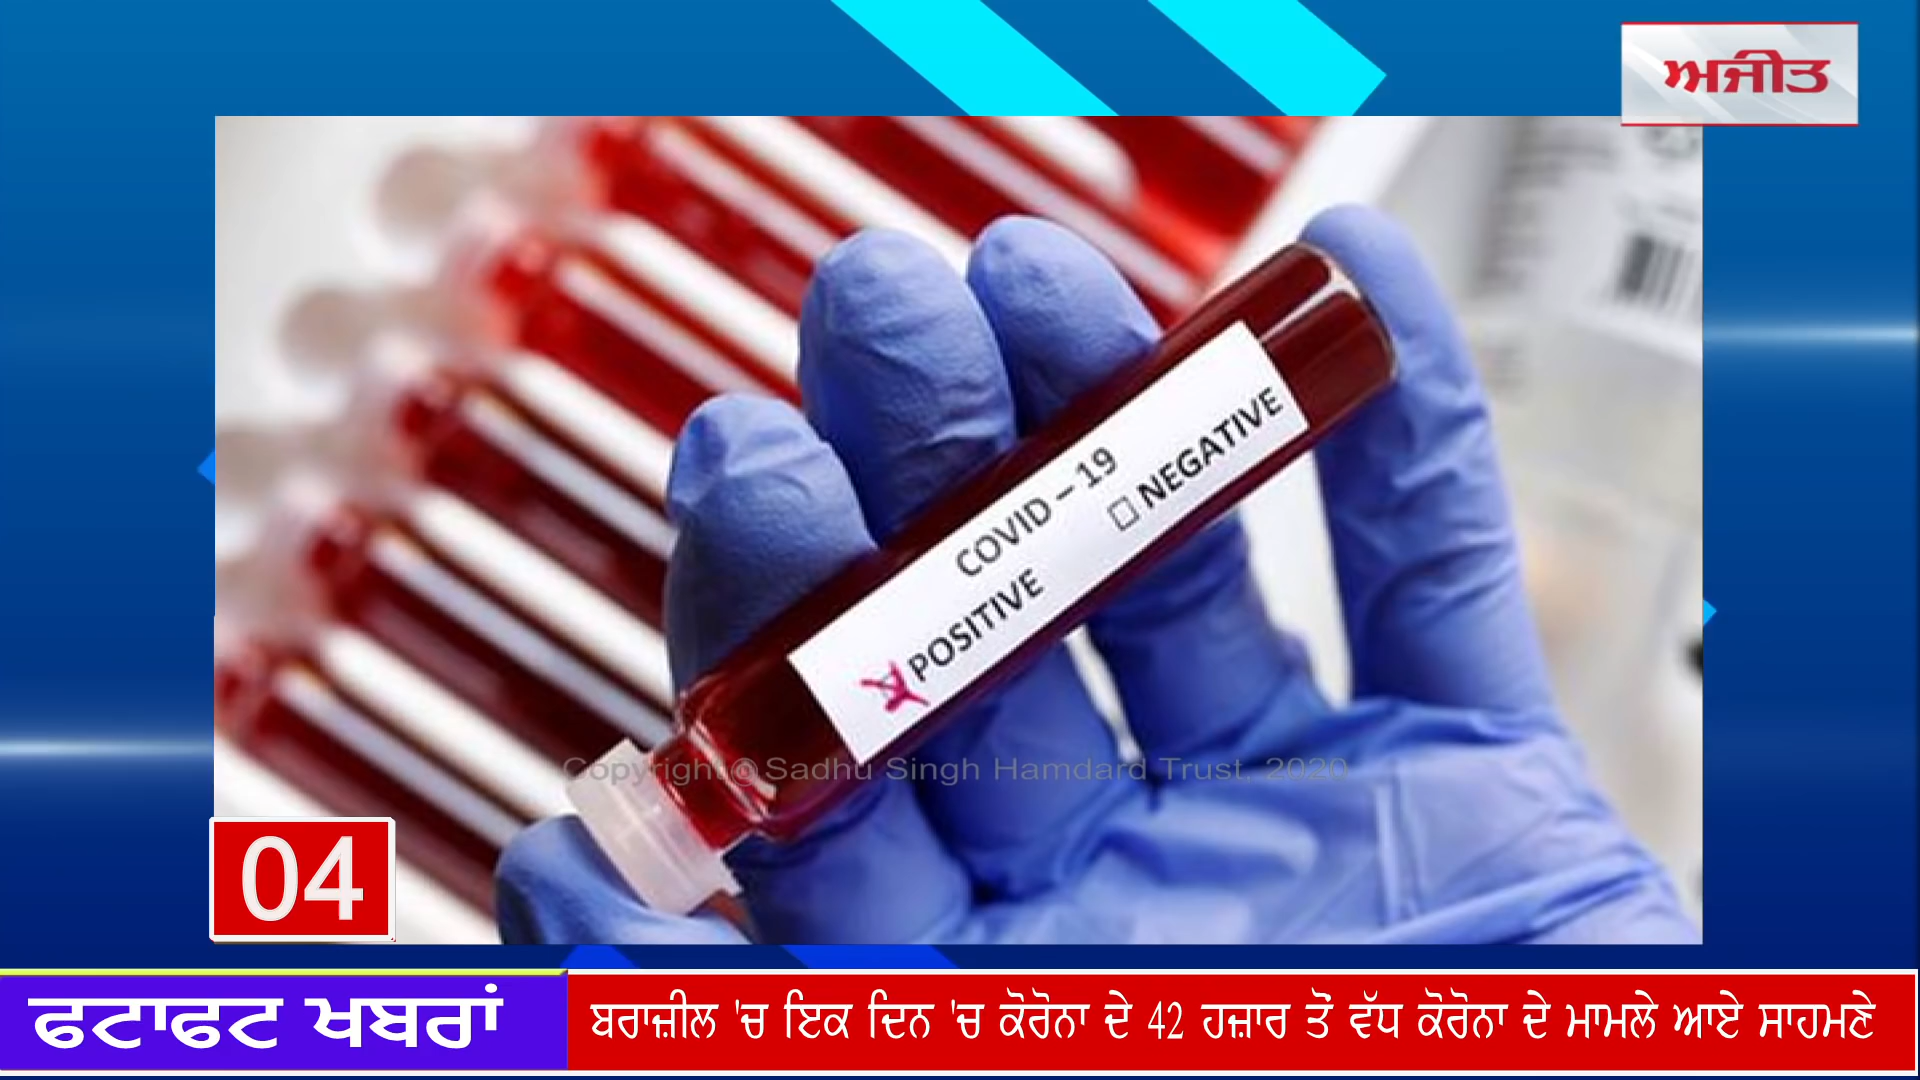 ਅਜੀਤ
COVID – 19
POSITIVE
NEGATIVE
Copyright © Sadhu Singh Hamdard Trust, 2020
04
ਫਟਾਫਟ ਖਬਰਾਂ
ਬਰਾਜ਼ੀਲ 'ਚ ਇਕ ਦਿਨ 'ਚ ਕੋਰੋਨਾ ਦੇ 42 ਹਜ਼ਾਰ ਤੋਂ ਵੱਧ ਕੋਰੋਨਾ ਦੇ ਮਾਮਲੇ ਆਏ ਸਾਹਮਣੇ